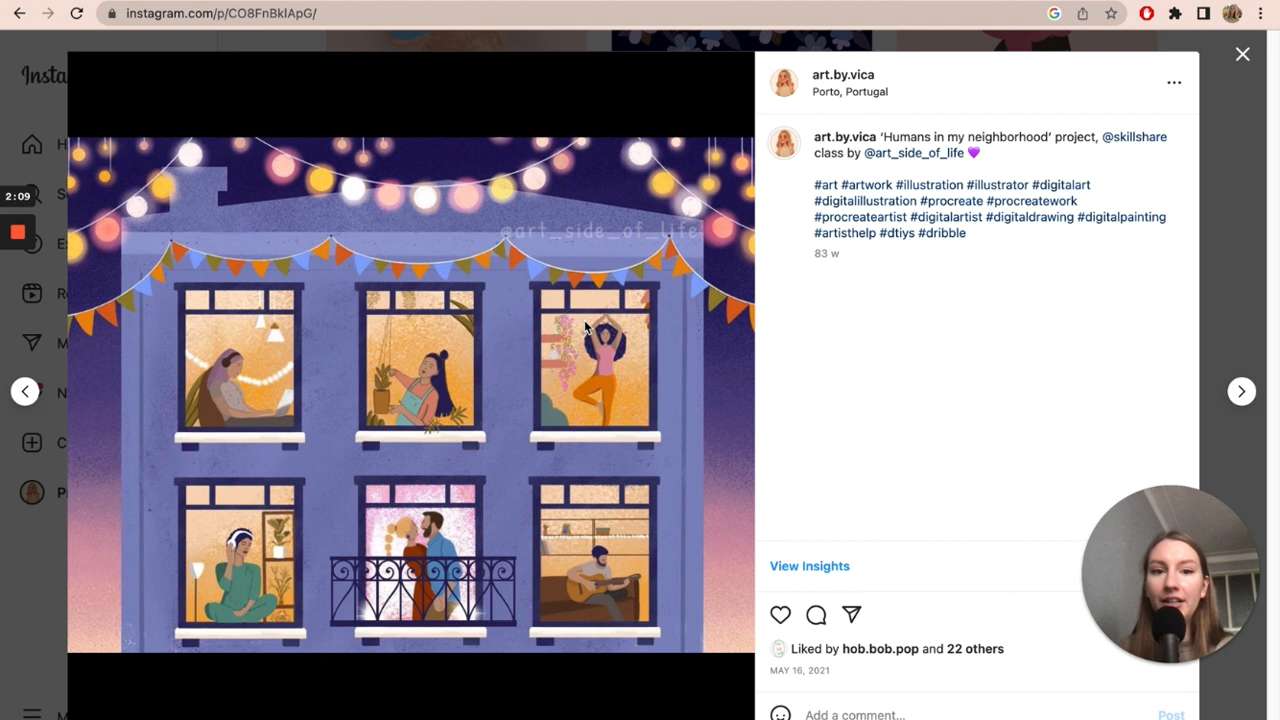 instagram.com/p/CO8FnBklApG/
Insta
art.by.vica
Porto, Portugal
art.by.vica ‘Humans in my neighborhood’ project, @skillshare
class by @art_side_of_life 💜
#art #artwork #illustration #illustrator #digitalart
#digitalillustration #procreate #procreatework
#procreateartist #digitalartist #digitaldrawing #digitalpainting
#artisthelp #dtiys #dribble
83 w
2:09
@art_side_of_life
View Insights
Liked by hob.bob.pop and 22 others
MAY 16, 2021
Add a comment...
Post